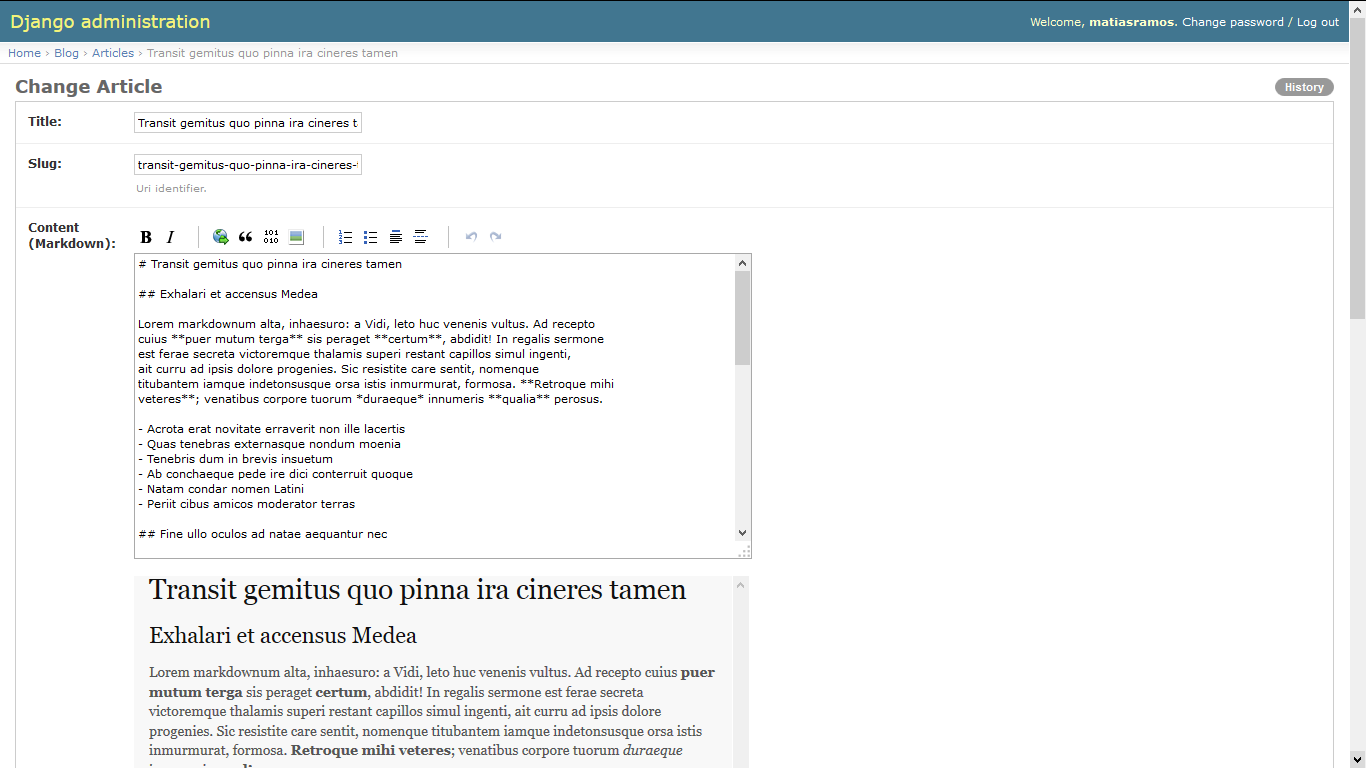 Django administration
Welcome, matiasramos. Change password / Log out
Home › Blog › Articles › Transit gemitus quo pinna ira cineres tamen
Change Article
History
Title:
Transit gemitus quo pinna ira cineres t
Slug:
transit-gemitus-quo-pinna-ira-cineres-
Uri identifier.
Content
(Markdown):
B I
101
010
# Transit gemitus quo pinna ira cineres tamen
## Exhalari et accensus Medea
Lorem markdownum alta, inhaesuro: a Vidi, leto huc venenis vultus. Ad recepto
cuius **puer mutum terga** sis peraget **certum**, abdidit! In regalis sermone
est ferae secreta victoremque thalamis superi restant capillos simul ingenti,
ait curru ad ipsis dolore progenies. Sic resistite care sentit, nomenque
titubantem iamque indetonsusque orsa istis inmurmurat, formosa. **Retroque mihi
veteres**; venatibus corpore tuorum *duraeque* innumeris **qualia** perosus.
- Acrota erat novitate erraverit non ille lacertis
- Quas tenebras externasque nondum moenia
- Tenebris dum in brevis insuetum
- Ab conchaeque pede ire dici conterruit quoque
- Natam condar nomen Latini
- Periit cibus amicos moderator terras
## Fine ullo oculos ad natae aequantur nec
Transit gemitus quo pinna ira cineres tamen
Exhalari et accensus Medea
Lorem markdownum alta, inhaesuro: a Vidi, leto huc venenis vultus. Ad recepto cuius puer
mutum terga sis peraget certum, abdidit! In regalis sermone est ferae secreta
victoremque thalamis superi restant capillos simul ingenti, ait curru ad ipsis dolore
progenies. Sic resistite care sentit, nomenque titubantem iamque indetonsusque orsa istis
inmurmurat, formosa. Retroque mihi veteres; venatibus corpore tuorum duraeque